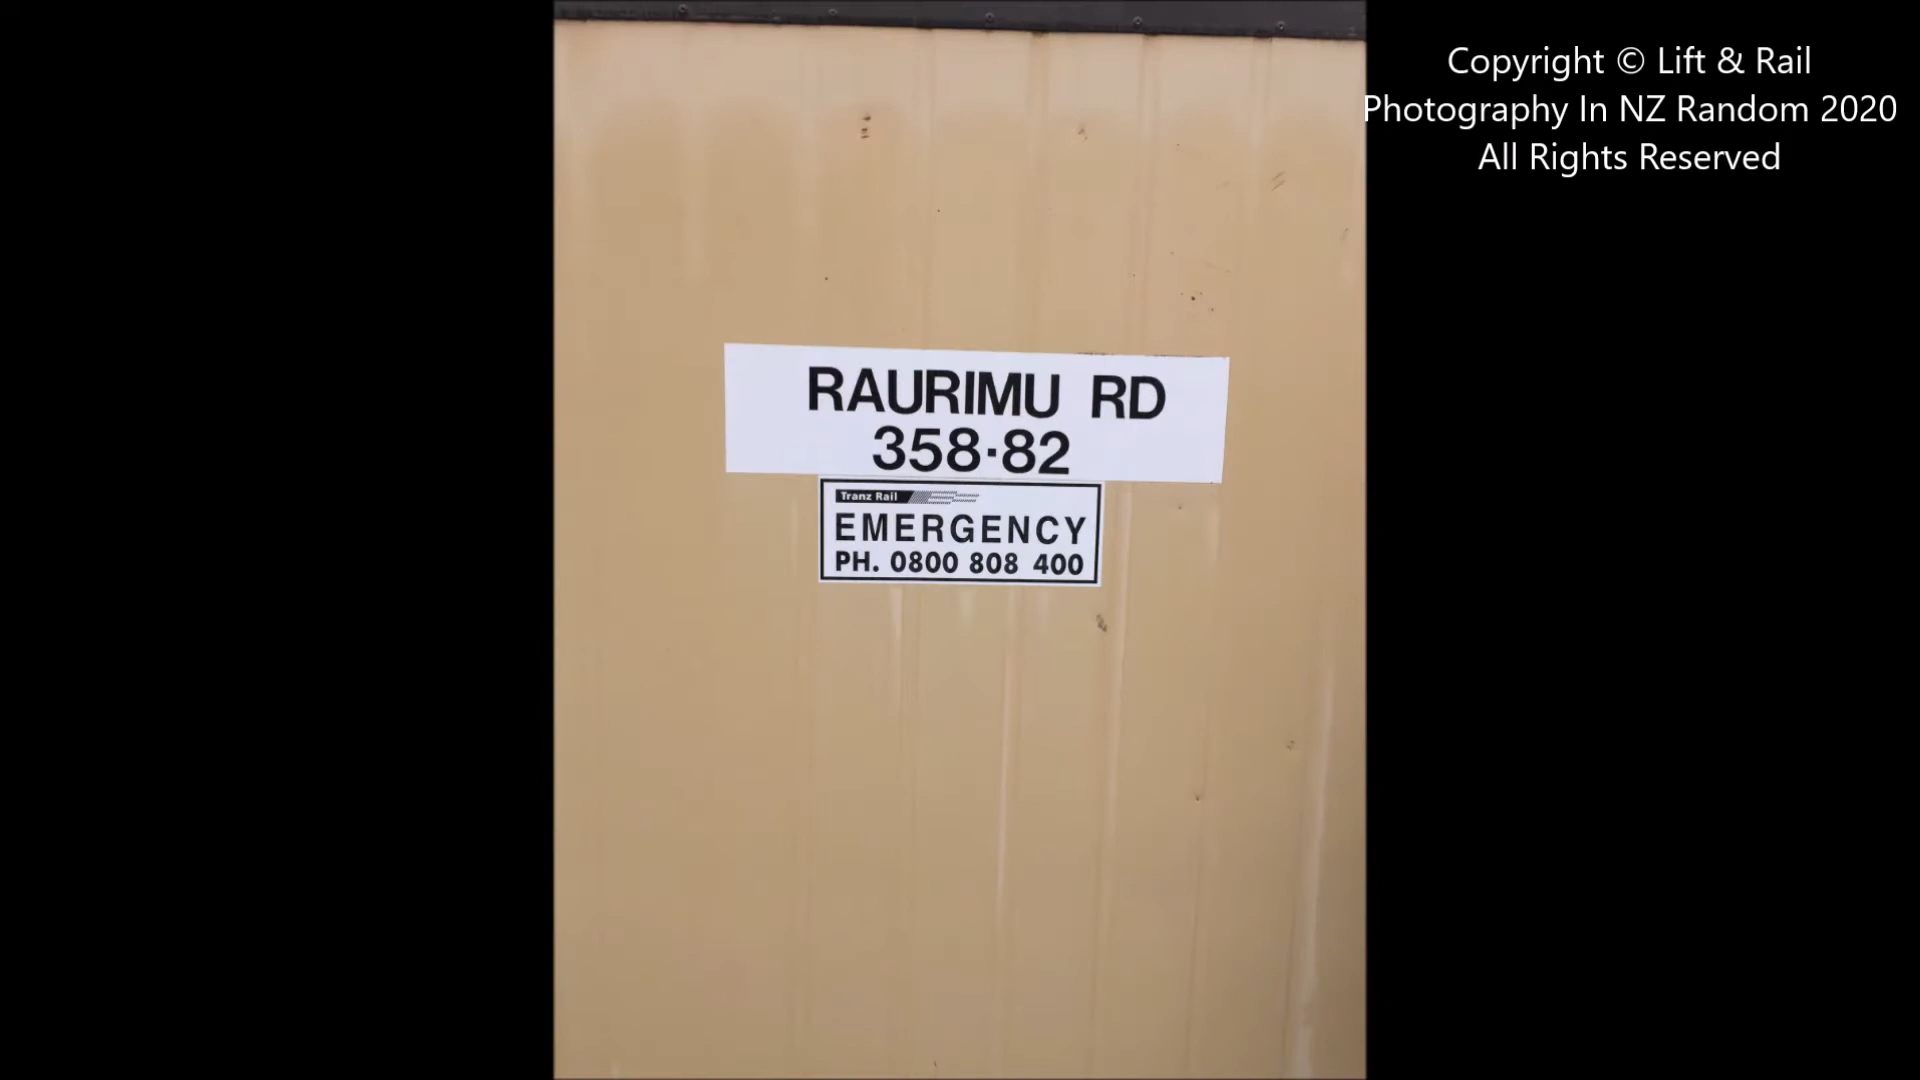 Copyright © Lift & Rail
Photography In NZ Random 2020
All Rights Reserved
RAURIMU RD
358·82
Tranz Rail
EMERGENCY
PH. 0800 808 400